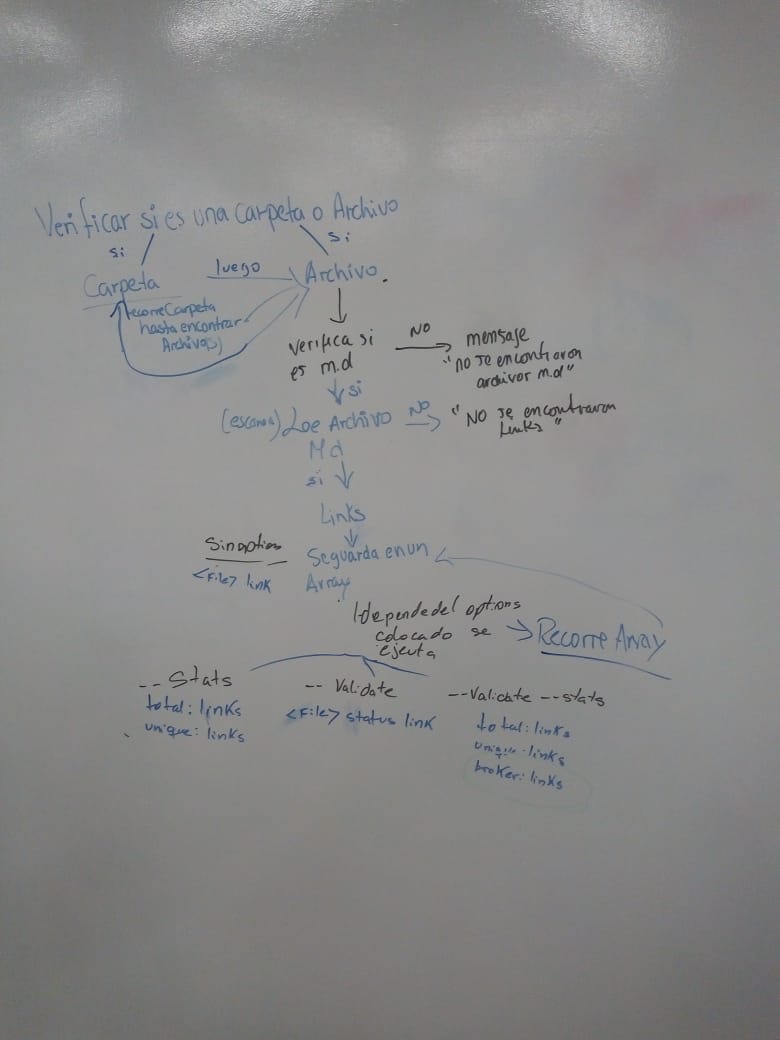 Verificar si es una carpeta o Archivo
si
si
Carpeta
luego
Archivo.
recorre Carpeta
hasta encontrar
Archivo(s)
verifica si
es m.d
NO
mensaje
"no se encontraron
archivos m.d"
si
(escanea) Lee Archivo
Md
NO
"NO se encontraron
Links"
si
Links
Sin option
<File> link
Se guarda en un
Array
depende del options
colocado se
ejecuta
Recorre Array
-- Stats
total: links
unique: links
-- Validate
<File> status link
--Validate --stats
total: links
unique: links
broker: links